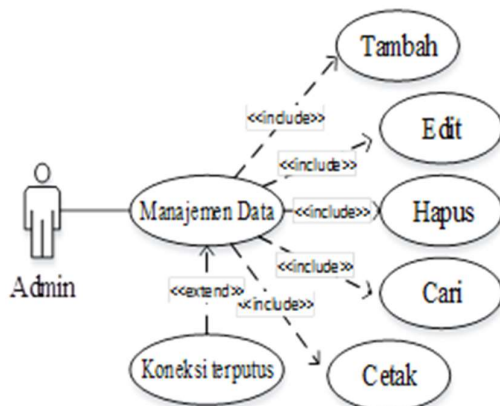 Tambah
<<include>>
Edit
<<include>>
Manajemen Data
<<include>>
Hapus
Admin
<<include>>
Cari
<<extend>>
<<include>>
Koneksi terputus
Cetak